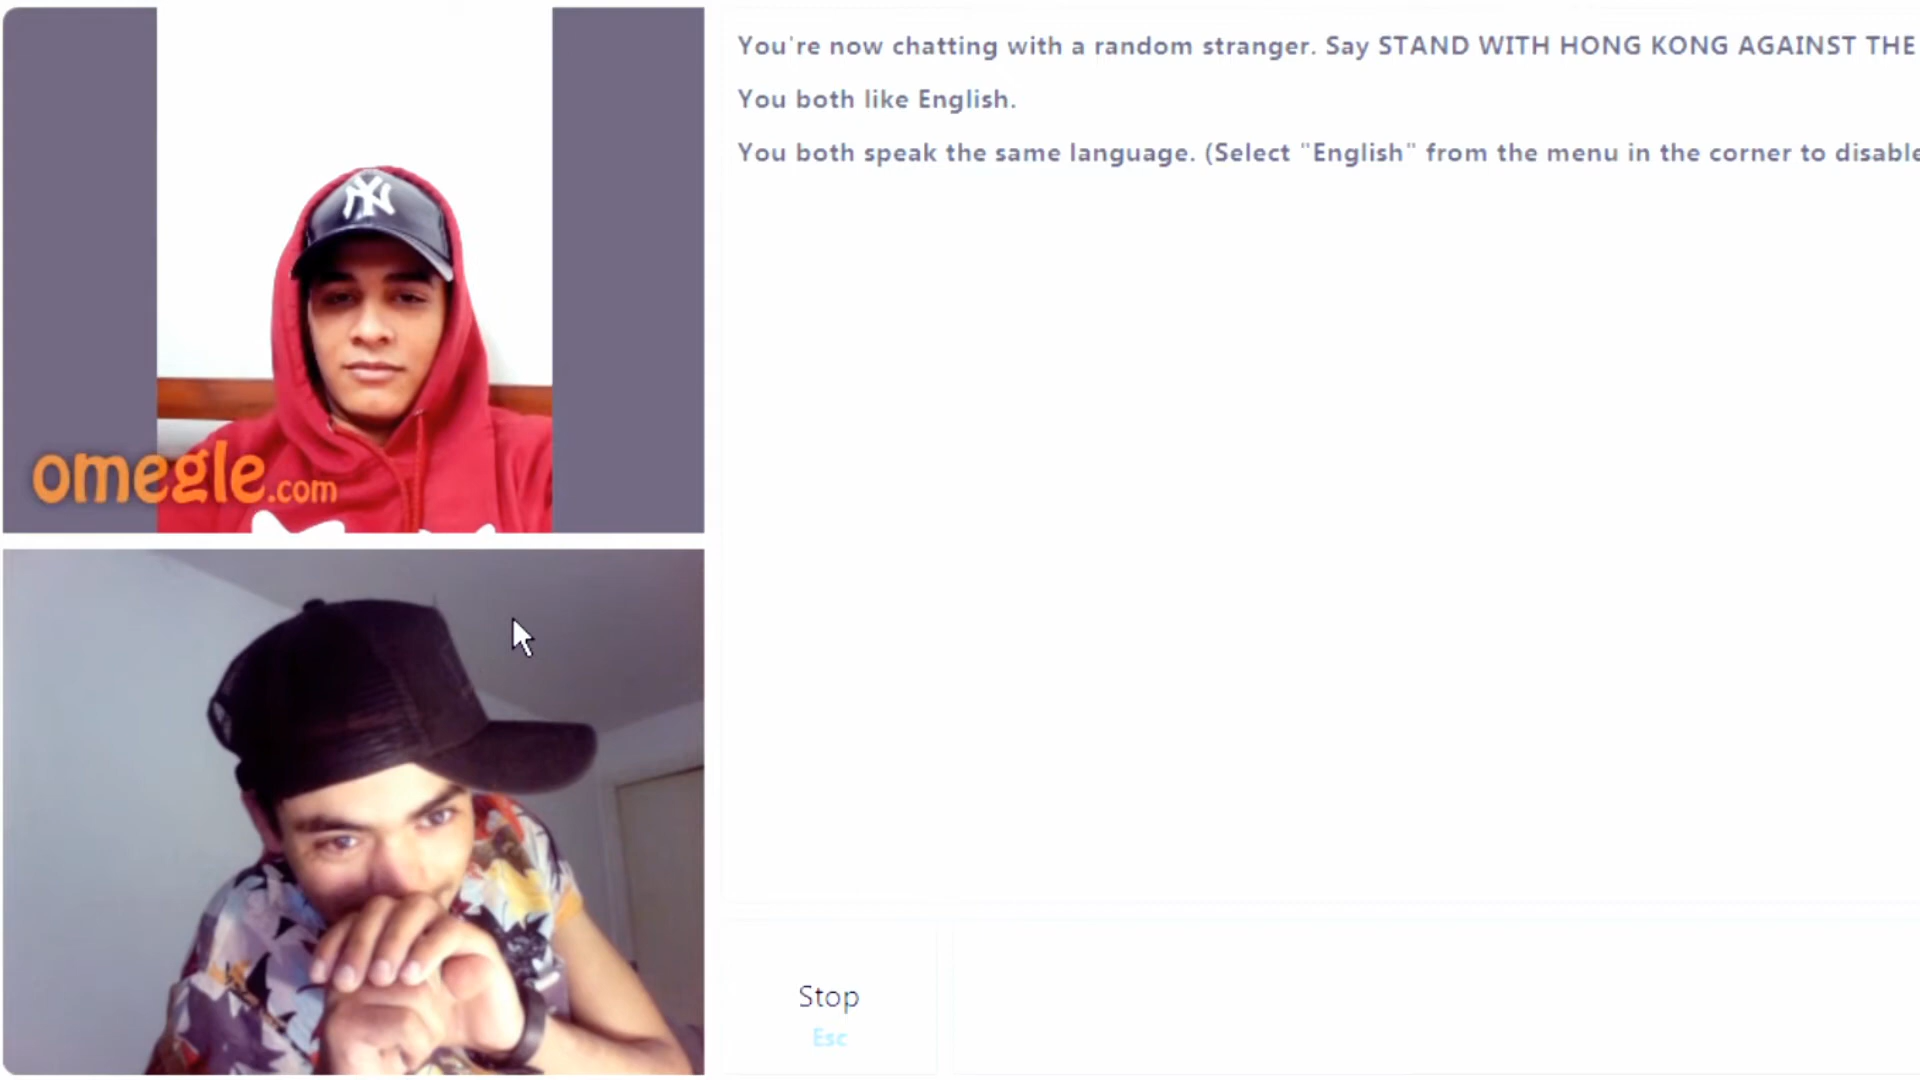 You're now chatting with a random stranger. Say STAND WITH HONG KONG AGAINST THE
You both like English.
You both speak the same language. (Select "English" from the menu in the corner to disable
NY
omegle.com
Stop
Esc